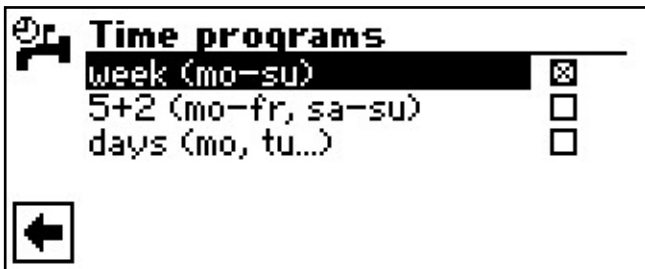 Time programs
week (mo-su)
5+2 (mo-fr, sa-su)
days (mo, tu...)